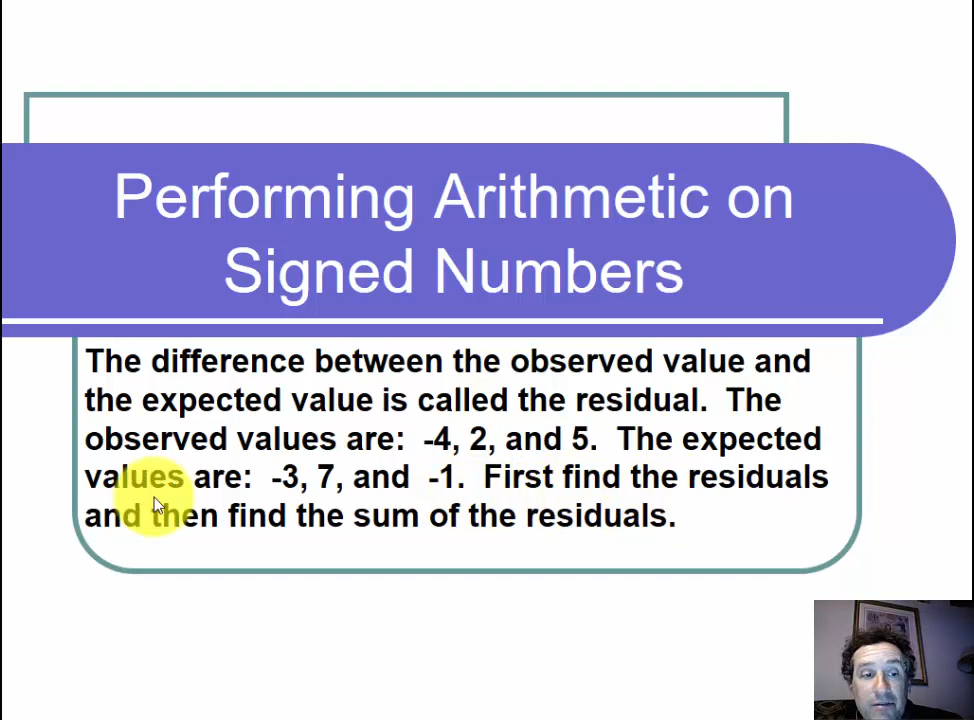 Performing Arithmetic on
Signed Numbers
The difference between the observed value and
the expected value is called the residual.  The
observed values are:  -4, 2, and 5.  The expected
values are:  -3, 7, and  -1.  First find the residuals
and then find the sum of the residuals.